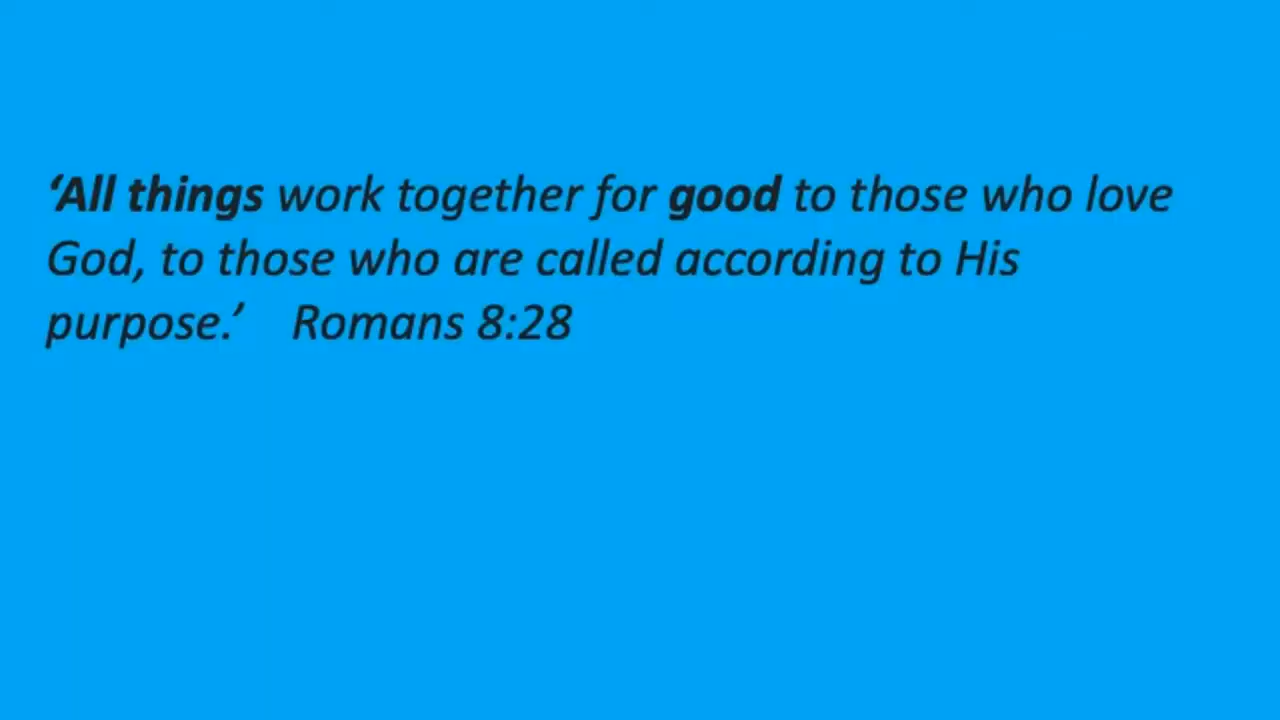 ‘All things work together for good to those who love
God, to those who are called according to His
purpose.’ Romans 8:28